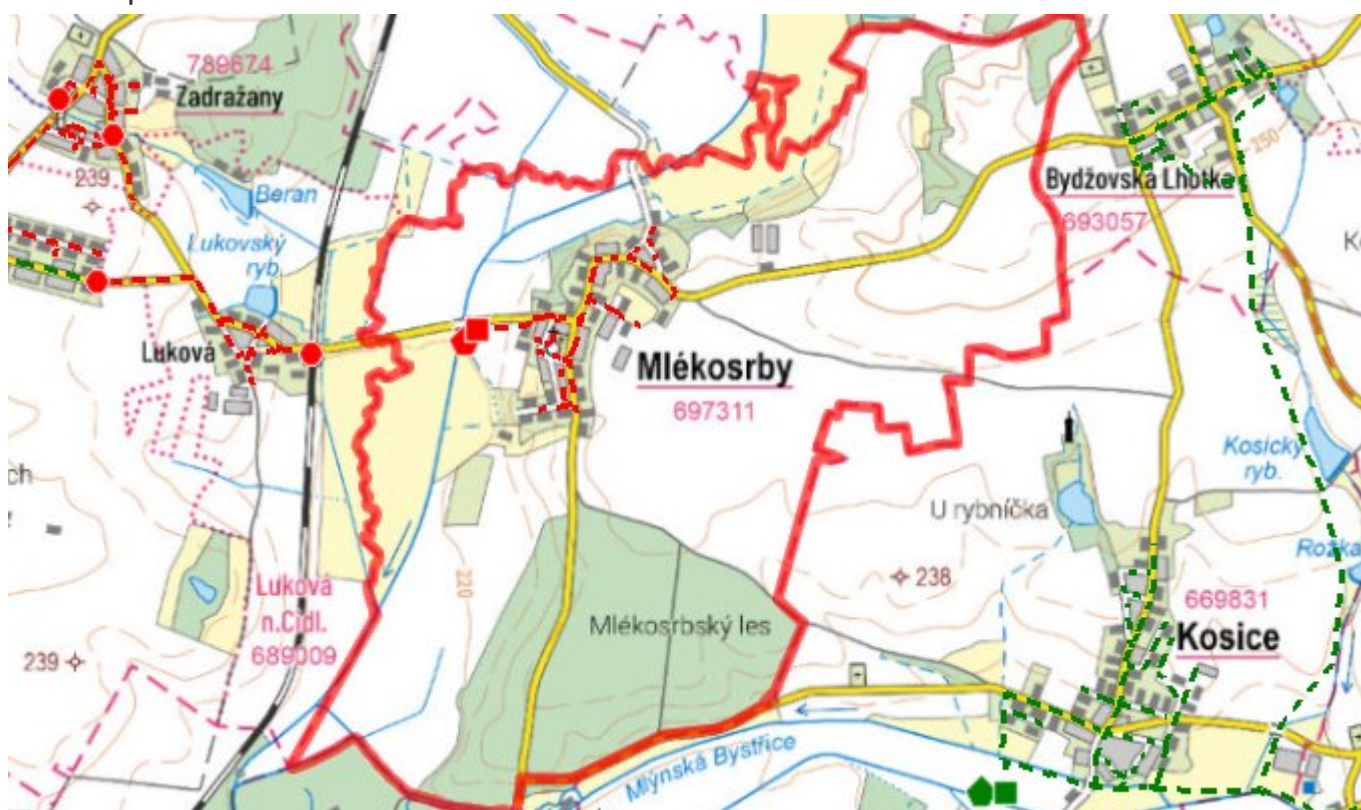 789674
Zadražany
239
Beran
Lukovský
ryb.
Bydžovská Lhotka
693057
250
Luková
Mlékosrby
697311
Kosický
ryb.
ch
U rybníčka
220
238
Luková
n.Cidl.
689009
Mlékosrbský les
669831
Kosice
239
Mlýnská Bystřice